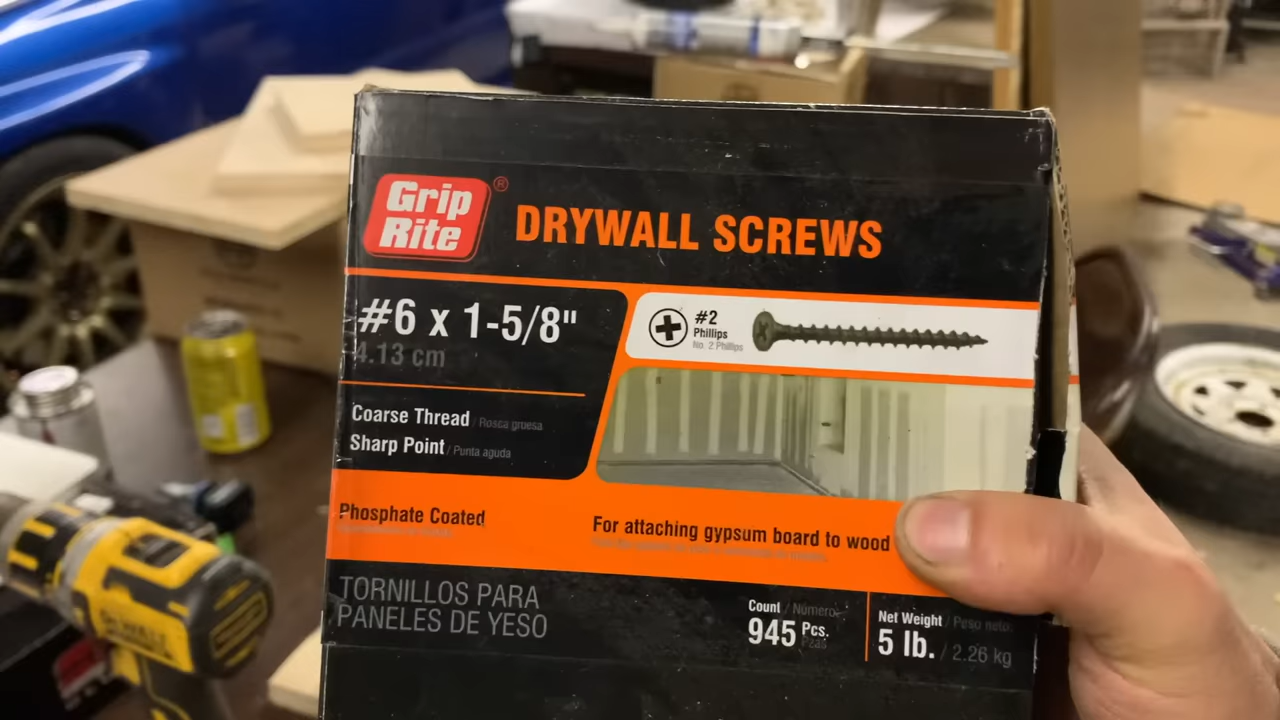 Grip
Rite®
DRYWALL SCREWS
#6 x 1-5/8"
4.13 cm
#2
Phillips
No. 2 Phillips
Coarse Thread / Rosca gruesa
Sharp Point / Punta aguda
Phosphate Coated
For attaching gypsum board to wood
TORNILLOS PARA
PANELES DE YESO
Count / Número
945 Pcs.
Pzas
Net Weight / Peso neto
5 lb. / 2.26 kg
DEWALT